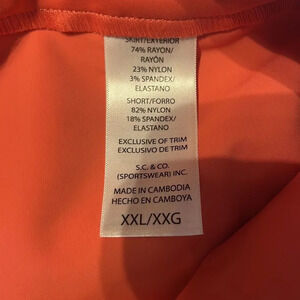 SKIRT/EXTERIOR
74% RAYON/
RAYÓN
23% NYLON
3% SPANDEX/
ELASTANO
SHORT/FORRO
82% NYLON
18% SPANDEX/
ELASTANO
EXCLUSIVE OF TRIM
EXCLUSIVO DE TRIM
S.C. & CO.
(SPORTSWEAR) INC.
MADE IN CAMBODIA
HECHO EN CAMBOYA
XXL/XXG